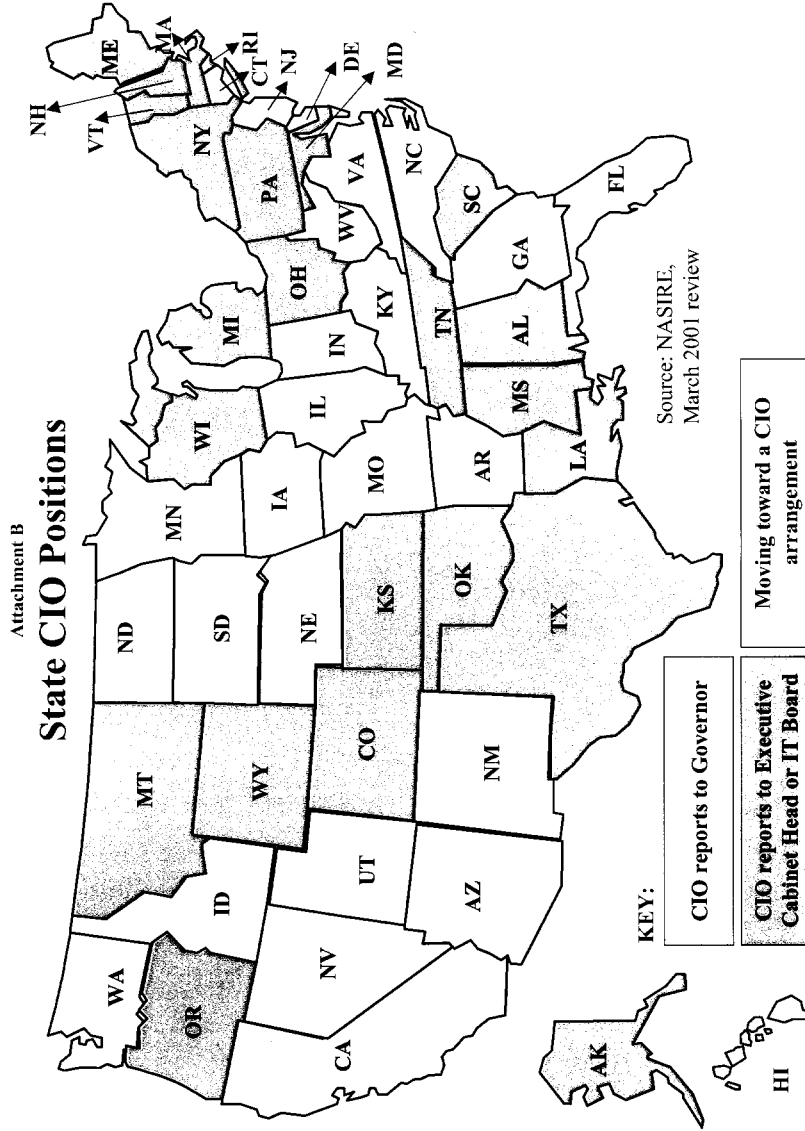 Attachment B
State CIO Positions
WA
OR
CA
NV
ID
MT
WY
UT
AZ
CO
NM
ND
SD
NE
KS
OK
TX
MN
IA
MO
AR
LA
WI
IL
MI
IN
OH
KY
TN
MS
AL
GA
FL
SC
NC
VA
WV
PA
NY
VT
NH
ME
MA
RI
CT
NJ
DE
MD
AK
HI
Source: NASIRE,
March 2001 review
KEY:
CIO reports to Governor
CIO reports to Executive
Cabinet Head or IT Board
Moving toward a CIO
arrangement